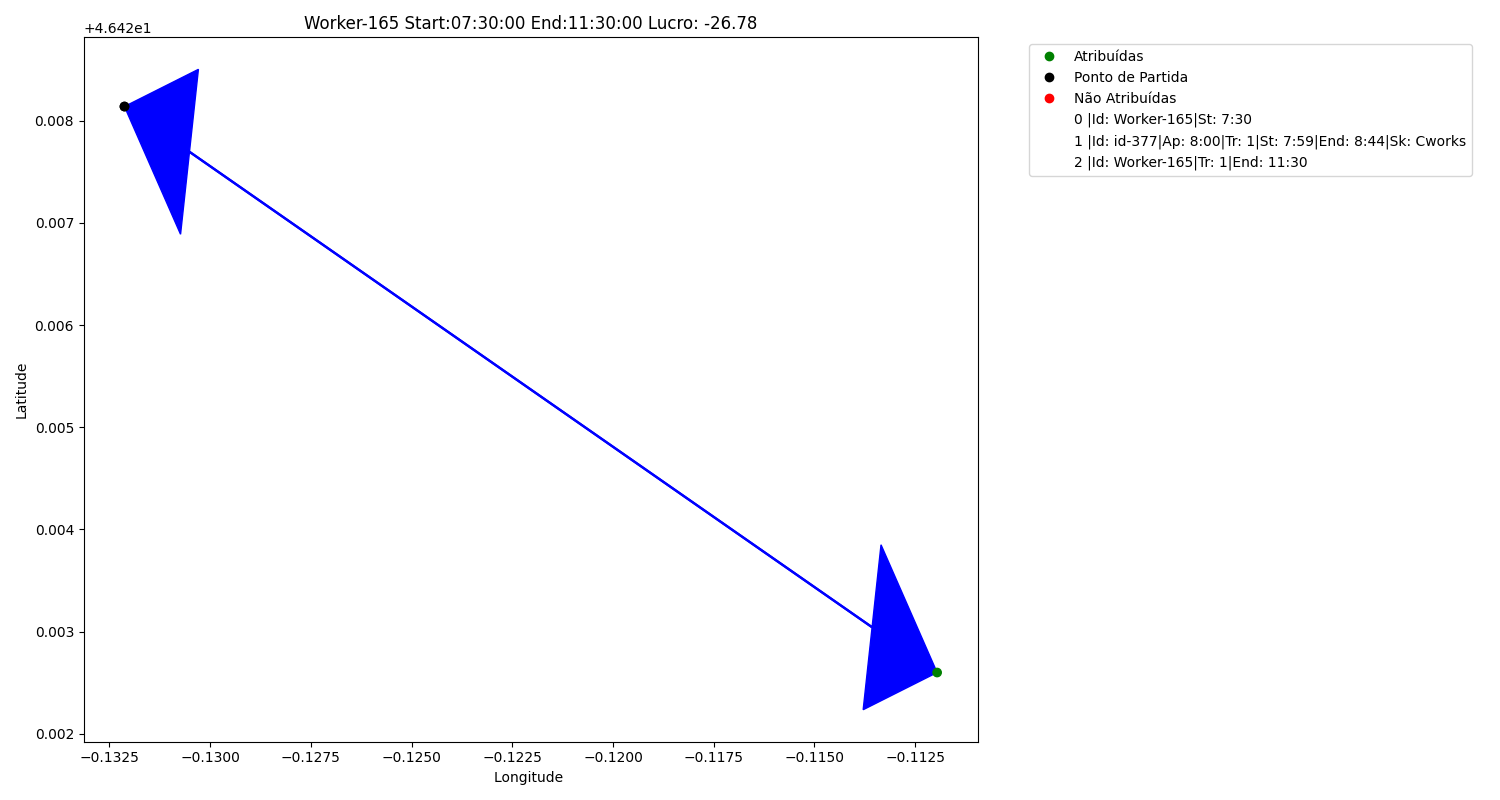 Worker-165 Start:07:30:00 End:11:30:00 Lucro: -26.78
+4.642e1
0.008
0.007
0.006
0.005
0.004
0.003
0.002
Latitude
−0.1325 −0.1300 −0.1275 −0.1250 −0.1225 −0.1200 −0.1175 −0.1150 −0.1125
Longitude
Atribuídas
Ponto de Partida
Não Atribuídas
0 |Id: Worker-165|St: 7:30
1 |Id: id-377|Ap: 8:00|Tr: 1|St: 7:59|End: 8:44|Sk: Cworks
2 |Id: Worker-165|Tr: 1|End: 11:30